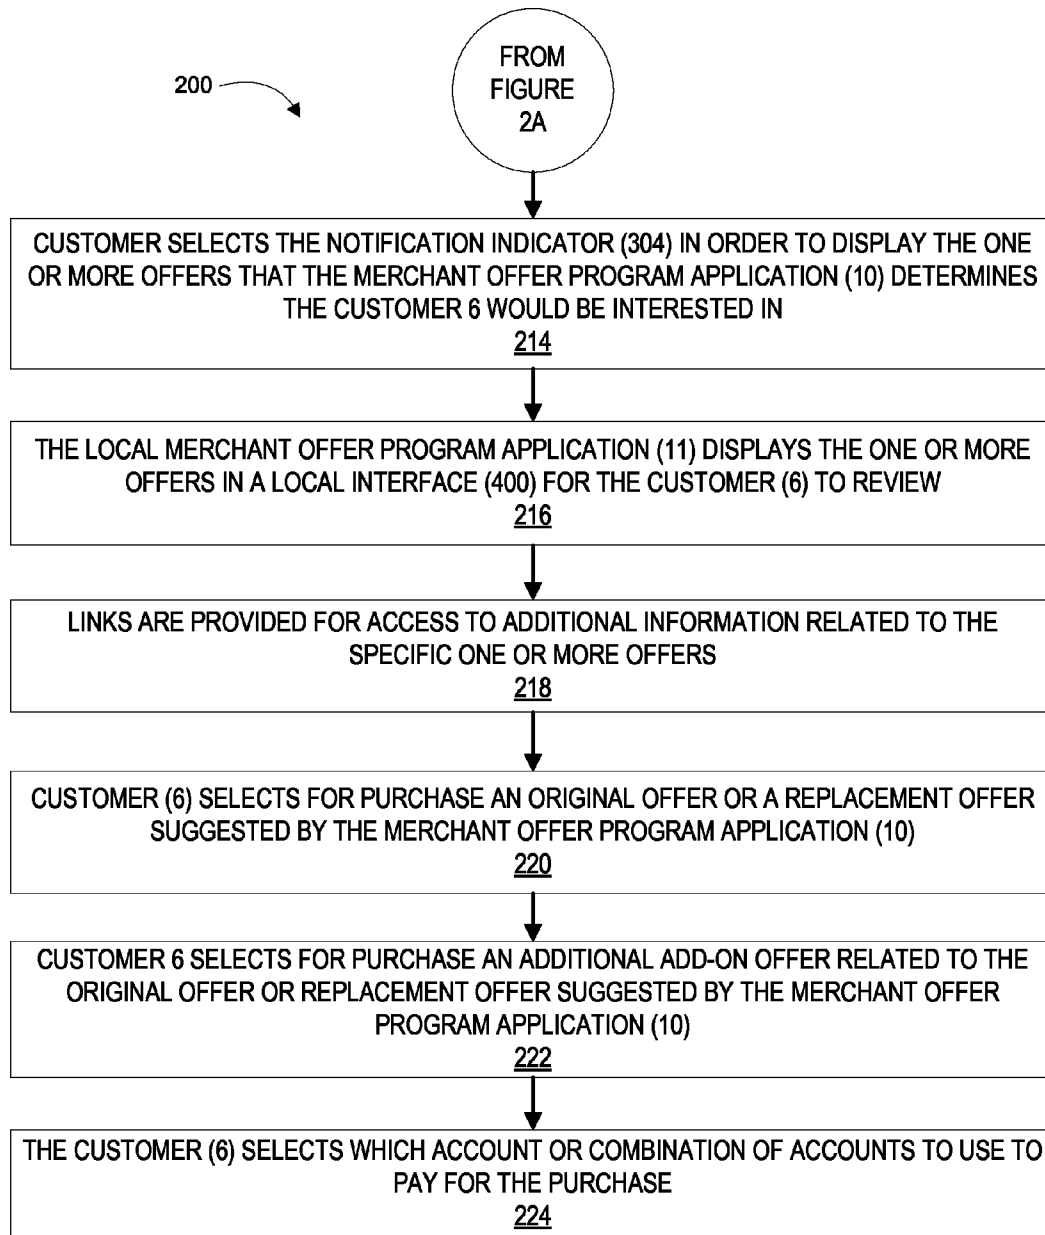 FROM
FIGURE
2A
200
CUSTOMER SELECTS THE NOTIFICATION INDICATOR (304) IN ORDER TO DISPLAY THE ONE
OR MORE OFFERS THAT THE MERCHANT OFFER PROGRAM APPLICATION (10) DETERMINES
THE CUSTOMER 6 WOULD BE INTERESTED IN
214
THE LOCAL MERCHANT OFFER PROGRAM APPLICATION (11) DISPLAYS THE ONE OR MORE
OFFERS IN A LOCAL INTERFACE (400) FOR THE CUSTOMER (6) TO REVIEW
216
LINKS ARE PROVIDED FOR ACCESS TO ADDITIONAL INFORMATION RELATED TO THE
SPECIFIC ONE OR MORE OFFERS
218
CUSTOMER (6) SELECTS FOR PURCHASE AN ORIGINAL OFFER OR A REPLACEMENT OFFER
SUGGESTED BY THE MERCHANT OFFER PROGRAM APPLICATION (10)
220
CUSTOMER 6 SELECTS FOR PURCHASE AN ADDITIONAL ADD-ON OFFER RELATED TO THE
ORIGINAL OFFER OR REPLACEMENT OFFER SUGGESTED BY THE MERCHANT OFFER
PROGRAM APPLICATION (10)
222
THE CUSTOMER (6) SELECTS WHICH ACCOUNT OR COMBINATION OF ACCOUNTS TO USE TO
PAY FOR THE PURCHASE
224